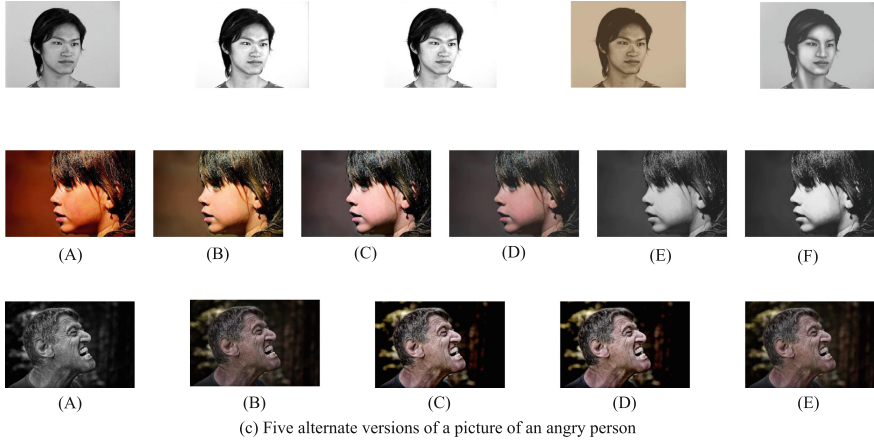 (A) (B) (C) (D) (E) (F)
(A) (B) (C) (D) (E)
(c) Five alternate versions of a picture of an angry person